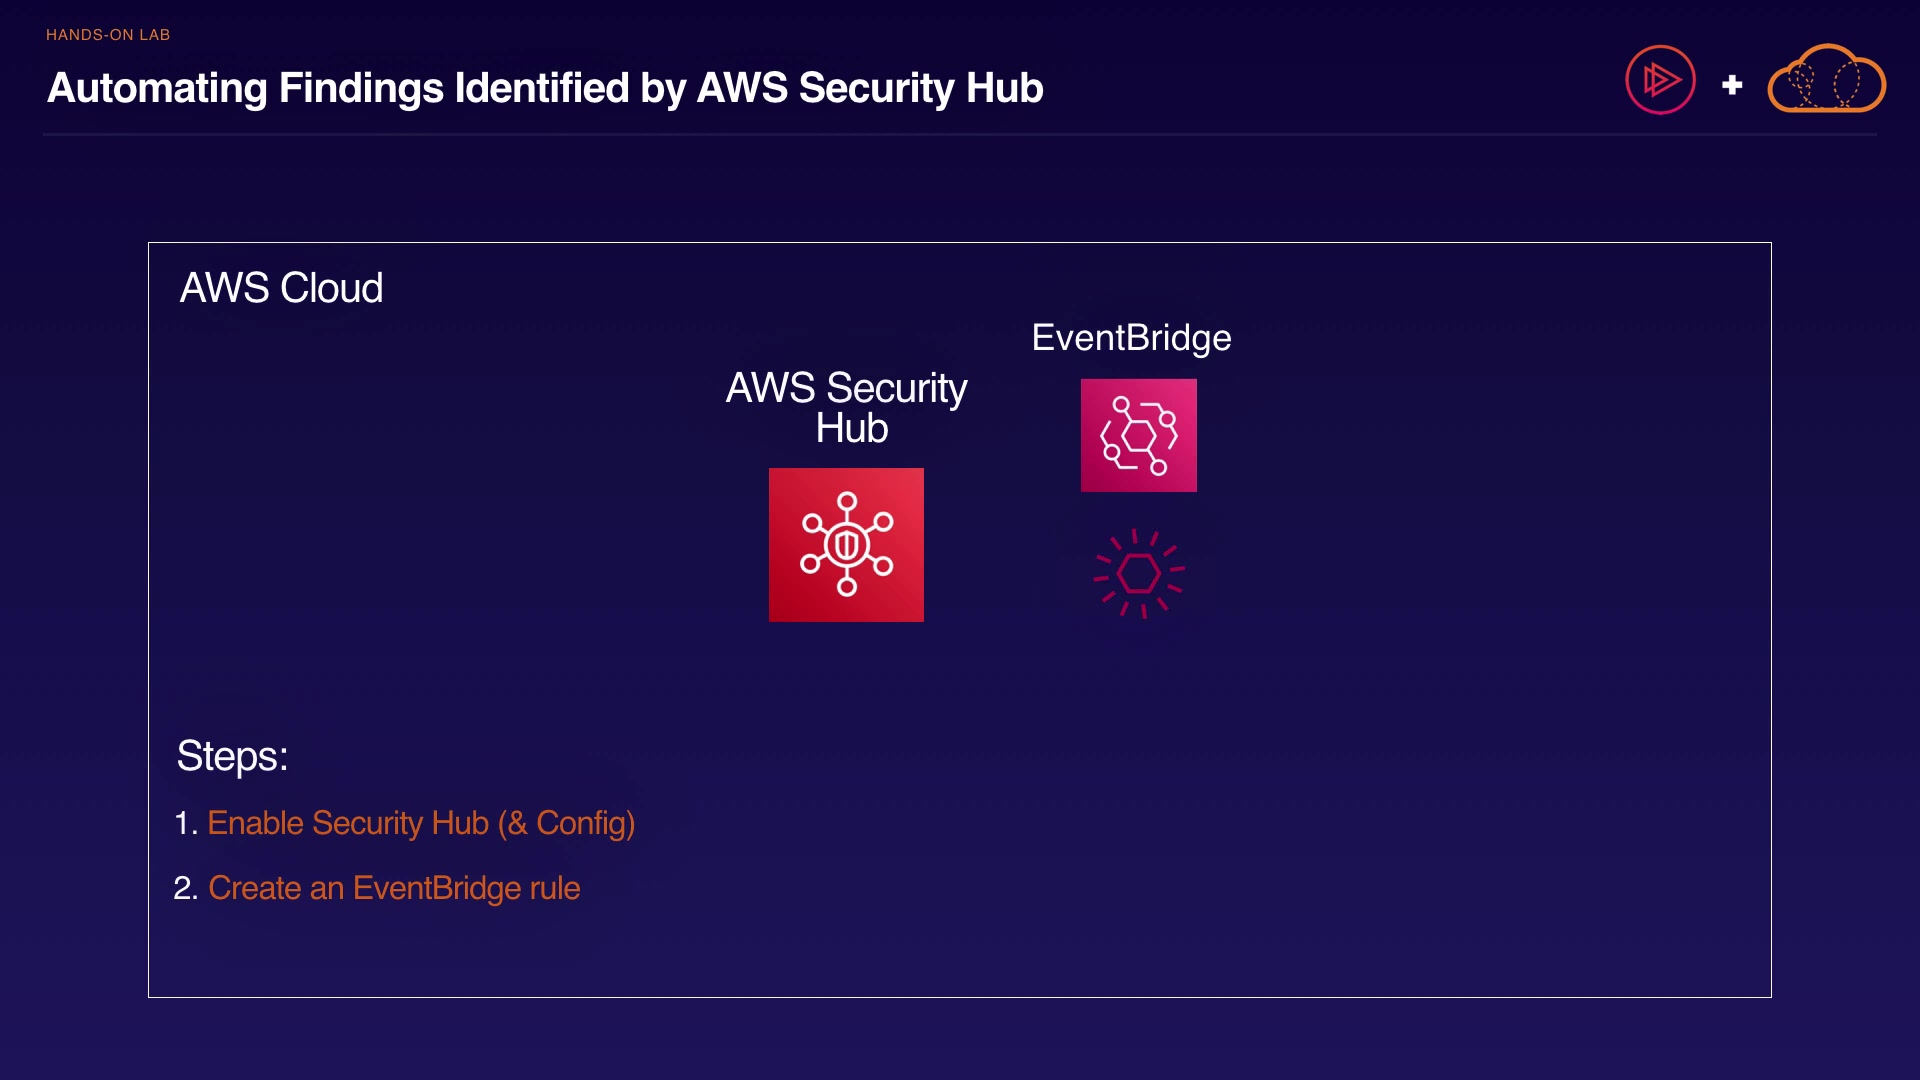 HANDS-ON LAB
Automating Findings Identified by AWS Security Hub
AWS Cloud
EventBridge
AWS Security
Hub
Steps:
1. Enable Security Hub (& Config)
2. Create an EventBridge rule